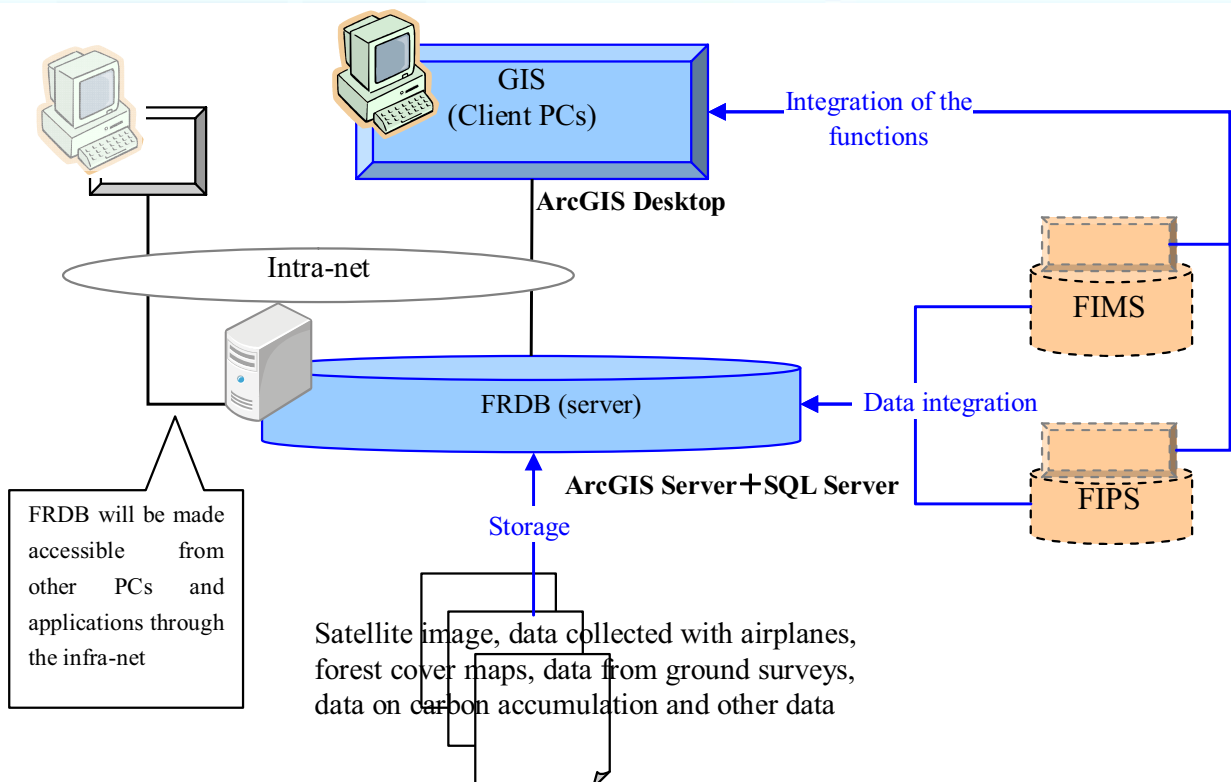 GIS
(Client PCs)
Integration of the
functions
ArcGIS Desktop
Intra-net
FIMS
FRDB (server)
Data integration
ArcGIS Server＋SQL Server
FIPS
Storage
FRDB will be made
accessible from
other PCs and
applications through
the infra-net
Satellite image, data collected with airplanes,
forest cover maps, data from ground surveys,
data on carbon accumulation and other data